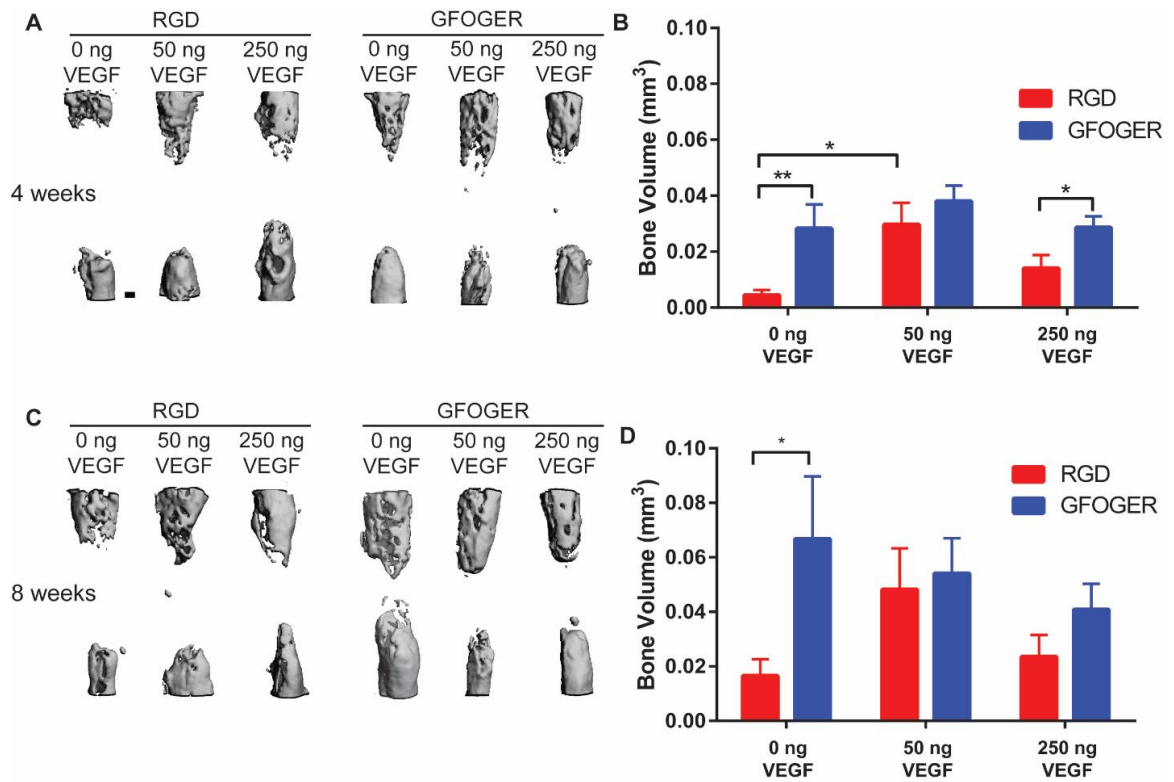 A
RGD
GFOGER
0 ng 50 ng 250 ng 0 ng 50 ng 250 ng
VEGF VEGF VEGF VEGF VEGF VEGF
4 weeks
B
Bone Volume (mm³)
0.10
0.08
0.06
0.04
0.02
0.00
RGD
GFOGER
**
*
*
0 ng 50 ng 250 ng
VEGF VEGF VEGF
C
RGD
GFOGER
0 ng 50 ng 250 ng 0 ng 50 ng 250 ng
VEGF VEGF VEGF VEGF VEGF VEGF
8 weeks
D
Bone Volume (mm³)
0.10
0.08
0.06
0.04
0.02
0.00
RGD
GFOGER
*
0 ng 50 ng 250 ng
VEGF VEGF VEGF